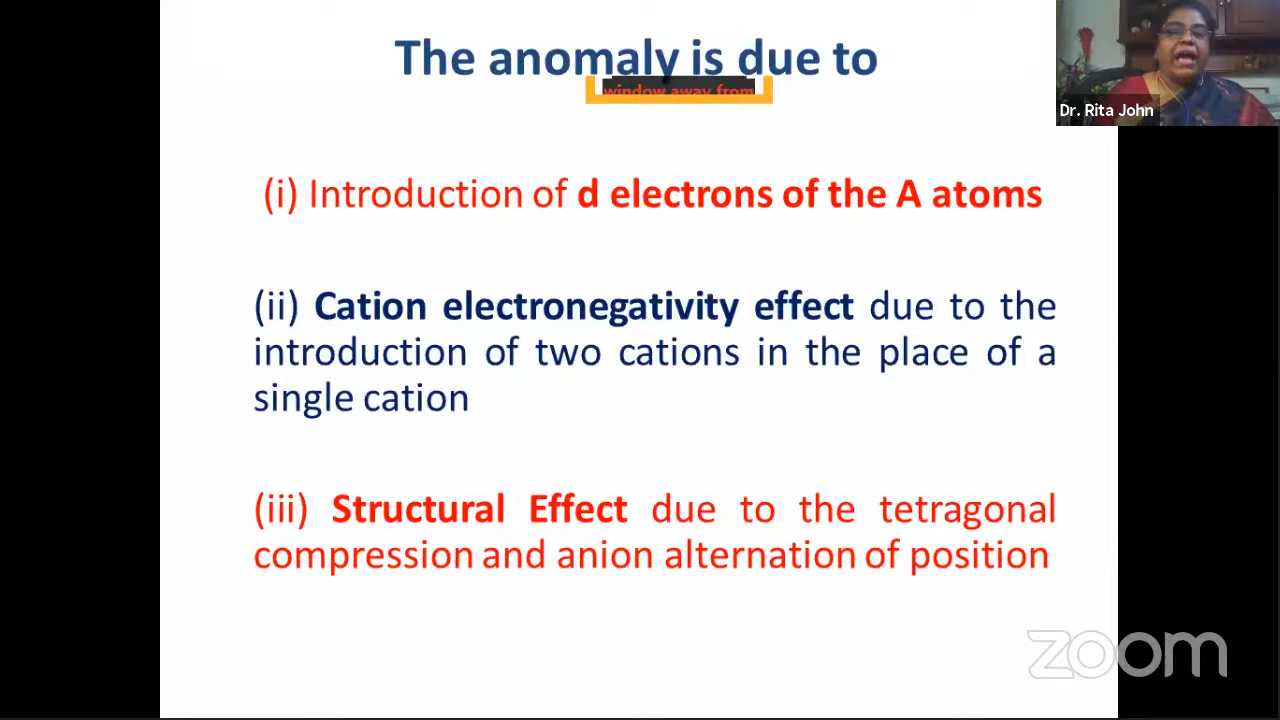 The anomaly is due to
window away from
Dr. Rita John
(i) Introduction of d electrons of the A atoms
(ii) Cation electronegativity effect due to the
introduction of two cations in the place of a
single cation
(iii) Structural Effect due to the tetragonal
compression and anion alternation of position
zoom